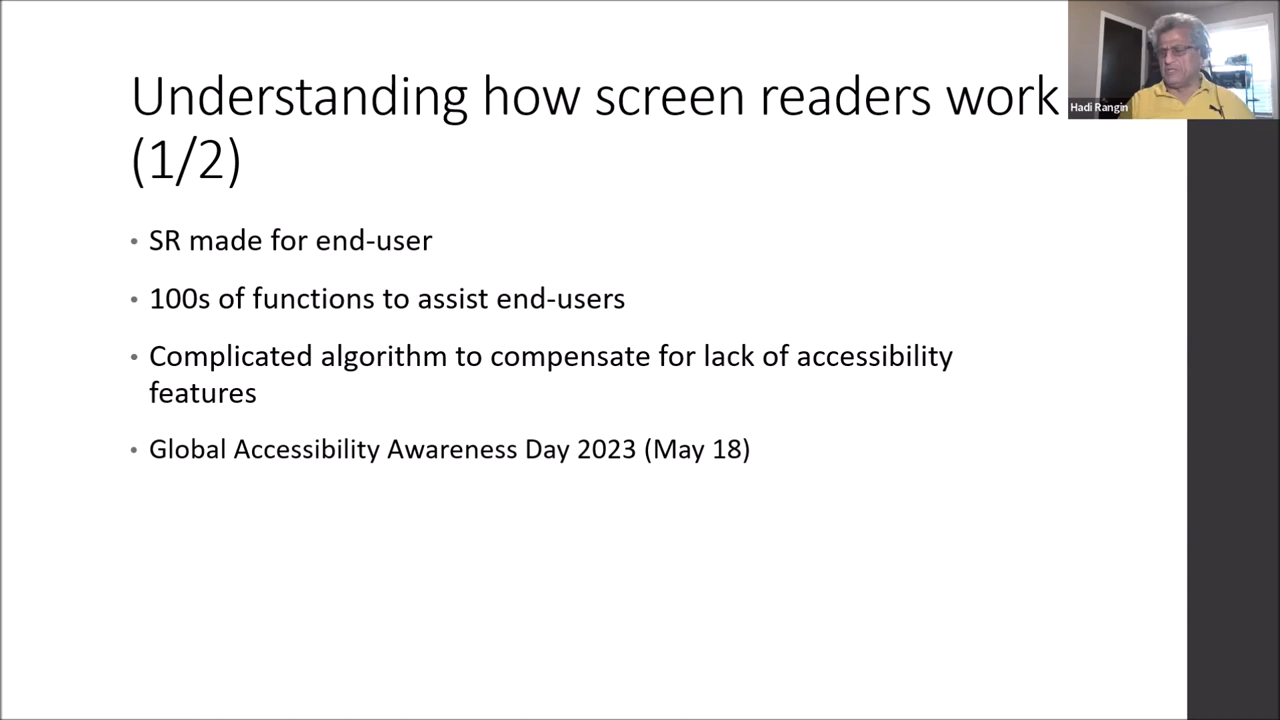 Understanding how screen readers work
(1/2)
• SR made for end-user
• 100s of functions to assist end-users
• Complicated algorithm to compensate for lack of accessibility
features
• Global Accessibility Awareness Day 2023 (May 18)
Hadi Rangin